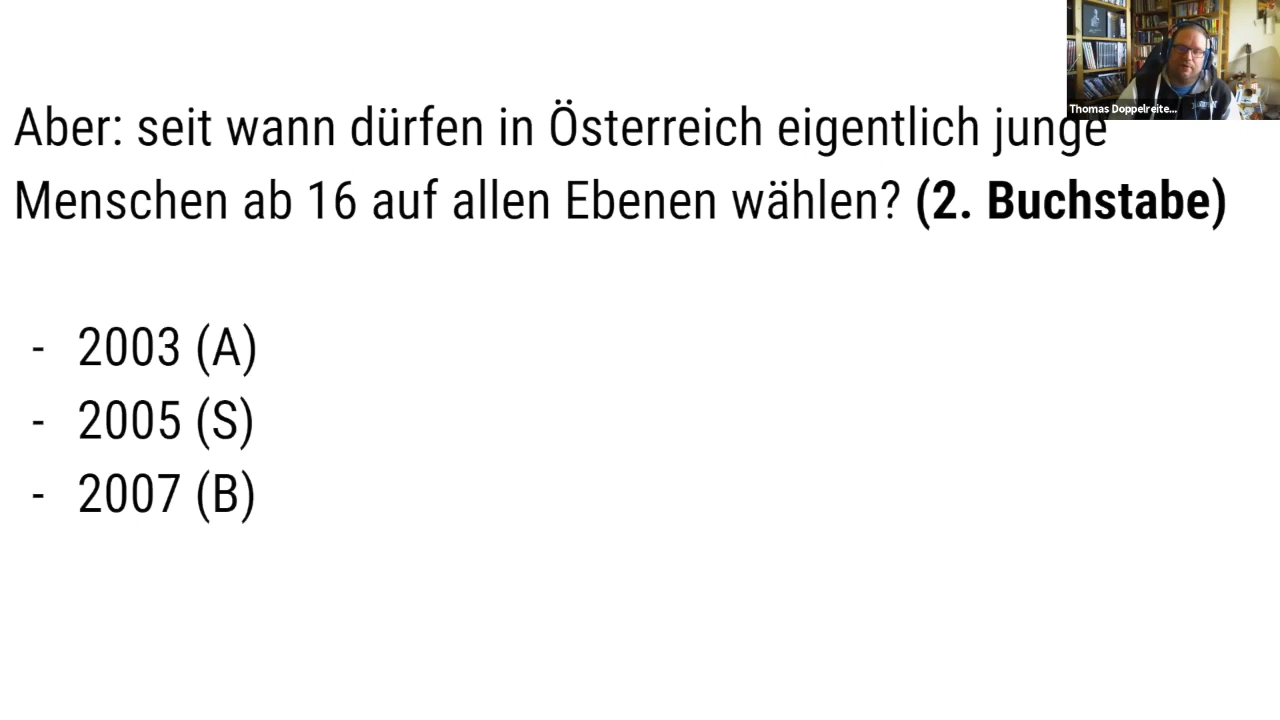 Thomas Doppelreite...
Aber: seit wann dürfen in Österreich eigentlich junge
Menschen ab 16 auf allen Ebenen wählen? (2. Buchstabe)
- 2003 (A)
- 2005 (S)
- 2007 (B)